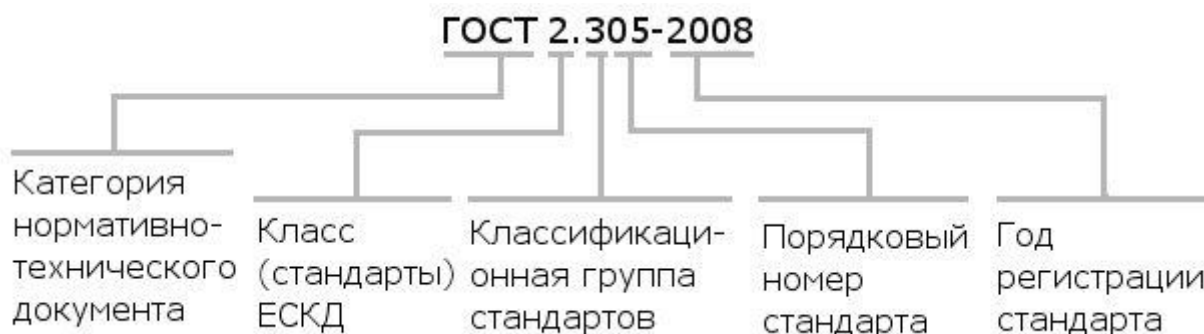 ГОСТ 2.305-2008
Категория
нормативно-
технического
документа
Класс
(стандарты)
ЕСКД
Классификаци-
онная группа
стандартов
Порядковый
номер
стандарта
Год
регистрации
стандарта